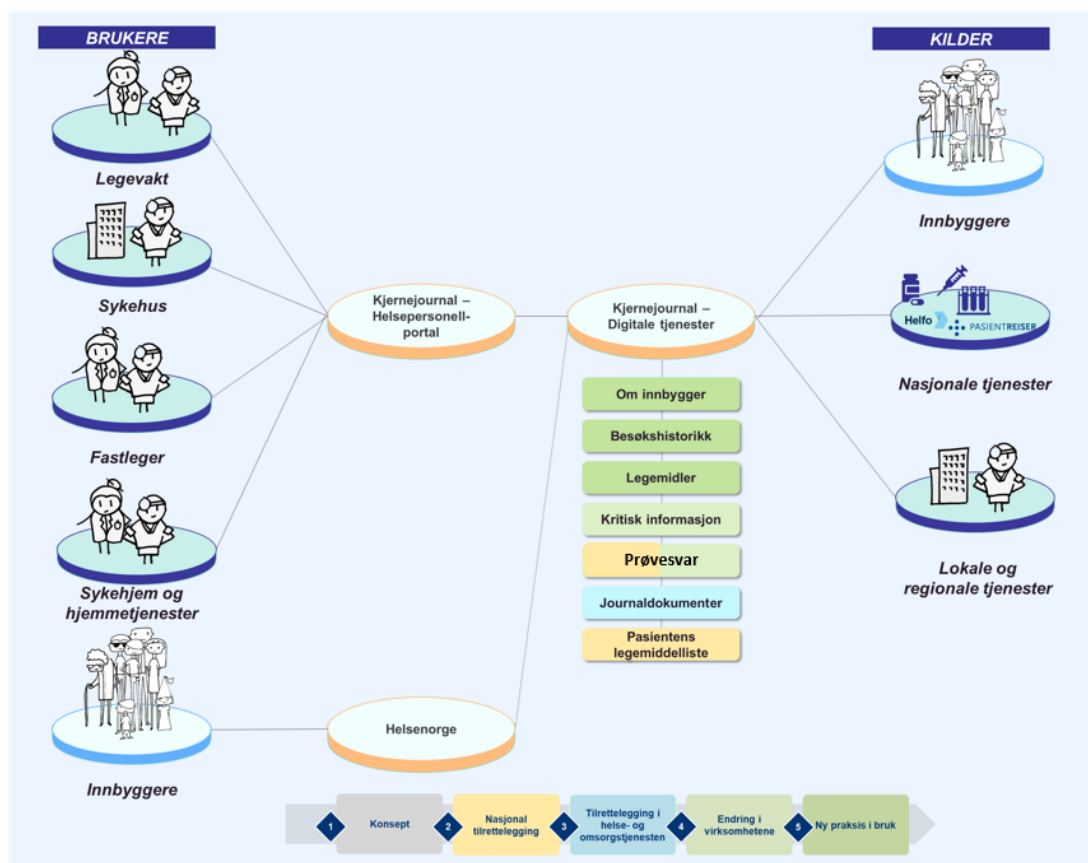 BRUKERE
Legevakt
Sykehus
Fastleger
Sykehjem og
hjemmetjenester
Innbyggere
Kjernejournal –
Helsepersonell-
portal
Helsenorge
Kjernejournal –
Digitale tjenester
Om innbygger
Besøkshistorikk
Legemidler
Kritisk informasjon
Prøvesvar
Journaldokumenter
Pasientens
legemiddelliste
KILDER
Innbyggere
Helfo
PASIENTREISER
Nasjonale tjenester
Lokale og
regionale tjenester
1
Konsept
2
Nasjonal
tilrettelegging
3
Tilrettelegging i
helse- og
omsorgstjenesten
4
Endring i
virksomhetene
5
Ny praksis i bruk